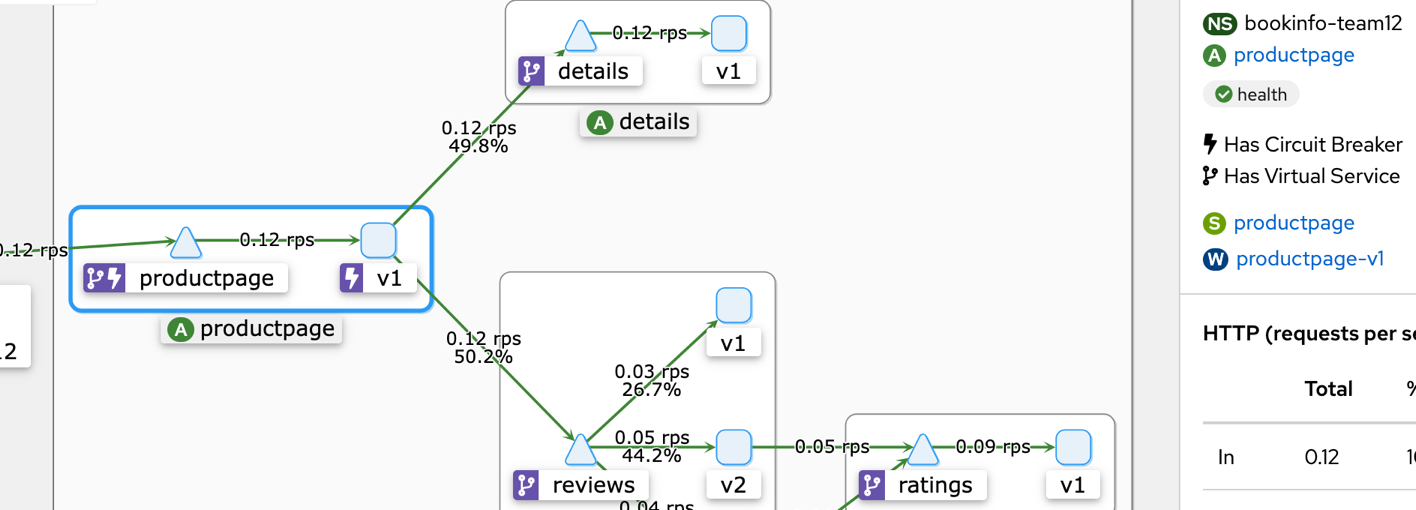 0.12 rps
details
v1
A details
0.12 rps
49.8%
0.12 rps
0.12 rps
productpage
v1
A productpage
.2
0.12 rps
50.2%
v1
0.03 rps
26.7%
0.05 rps
44.2%
reviews
v2
0.04 rps
0.05 rps
0.09 rps
ratings
v1
NS bookinfo-team12
A productpage
health
Has Circuit Breaker
Has Virtual Service
S productpage
W productpage-v1
HTTP (requests per se
Total %
In 0.12 10